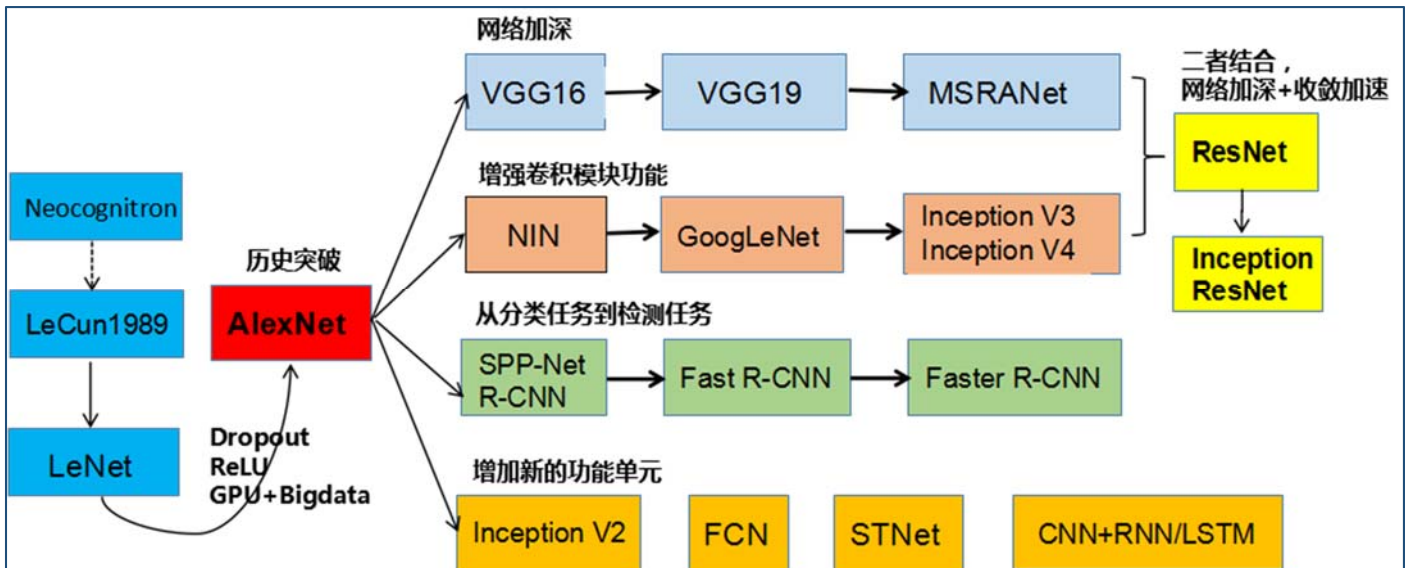 Neocognitron
LeCun1989
LeNet
Dropout
ReLU
GPU+Bigdata
历史突破
AlexNet
网络加深
VGG16
VGG19
MSRANet
增强卷积模块功能
NIN
GoogLeNet
Inception V3
Inception V4
二者结合，
网络加深+收敛加速
ResNet
Inception
ResNet
从分类任务到检测任务
SPP-Net
R-CNN
Fast R-CNN
Faster R-CNN
增加新的功能单元
Inception V2
FCN
STNet
CNN+RNN/LSTM